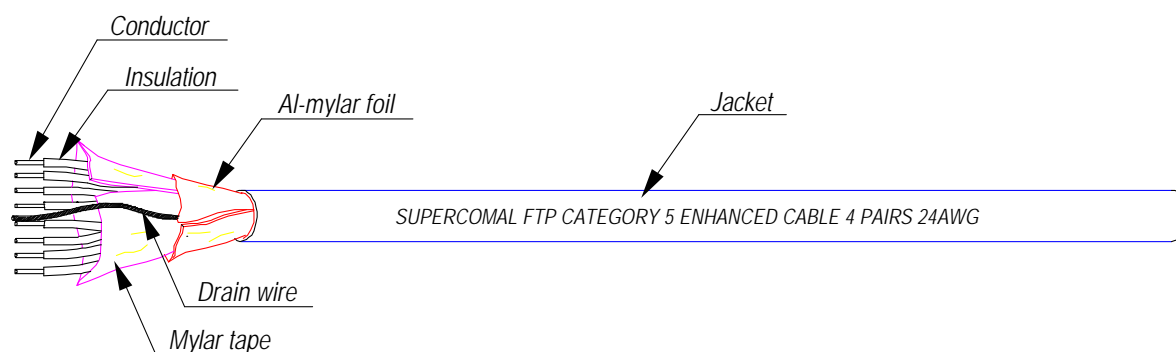 Conductor
Insulation
Al-mylar foil
Jacket
SUPERCOMAL FTP CATEGORY 5 ENHANCED CABLE 4 PAIRS 24AWG
Drain wire
Mylar tape